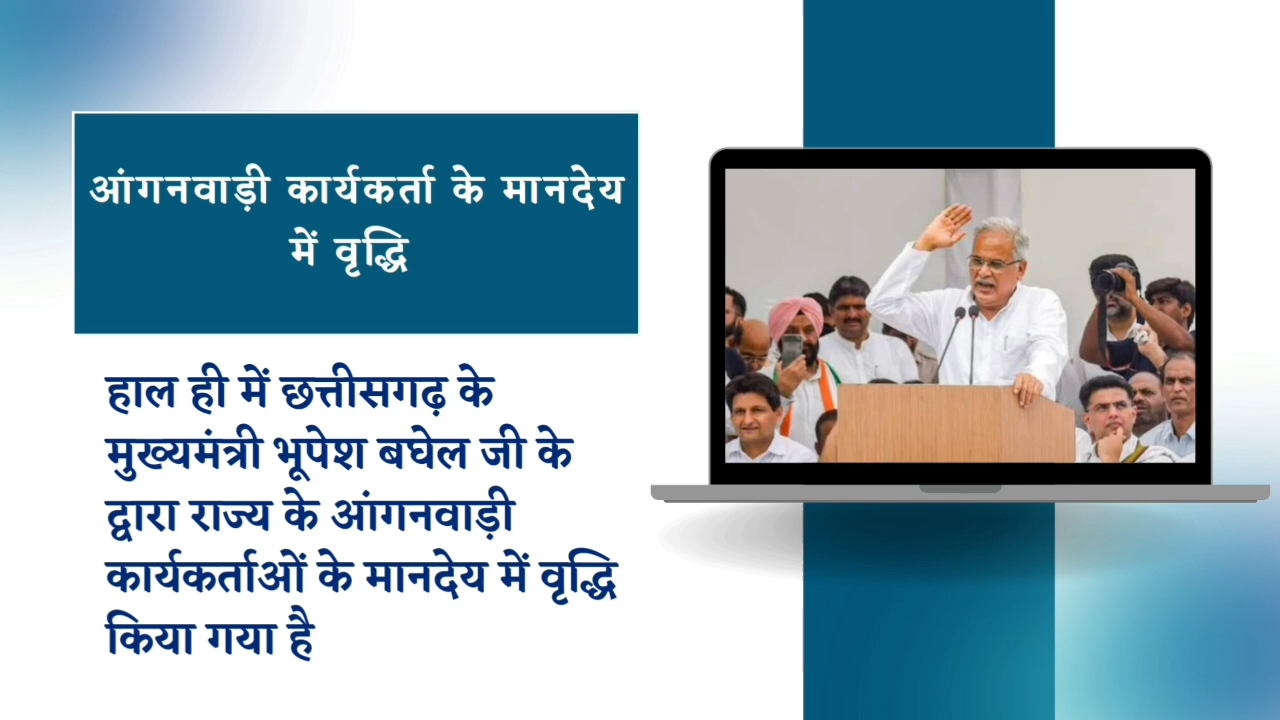 आंगनवाड़ी कार्यकर्ता के मानदेय
में वृद्धि
हाल ही में छत्तीसगढ़ के
मुख्यमंत्री भूपेश बघेल जी के
द्वारा राज्य के आंगनवाड़ी
कार्यकर्ताओं के मानदेय में वृद्धि
किया गया है